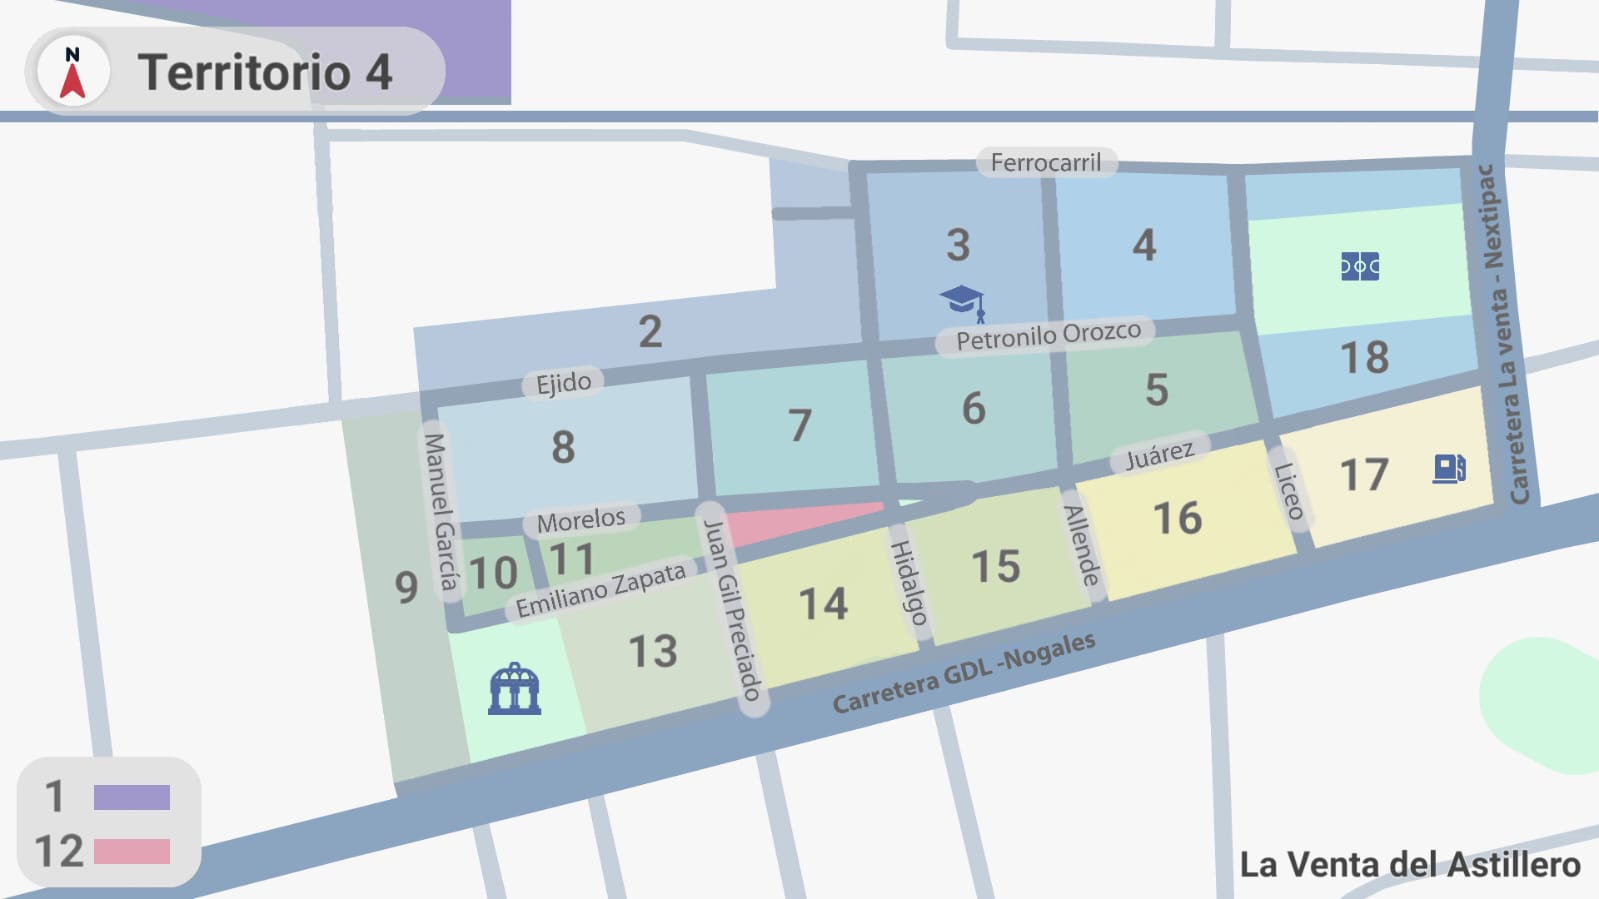 N
Territorio 4
Ferrocarril
Carretera La venta - Nextipac
3
4
Petronilo Orozco
2
18
Ejido
5
6
7
8
Manuel García
Juárez
17
Liceo
Morelos
16
Allende
Juan Gil Preciado
10
11
Emiliano Zapata
9
Hidalgo
15
14
13
Carretera GDL -Nogales
1
12
La Venta del Astillero